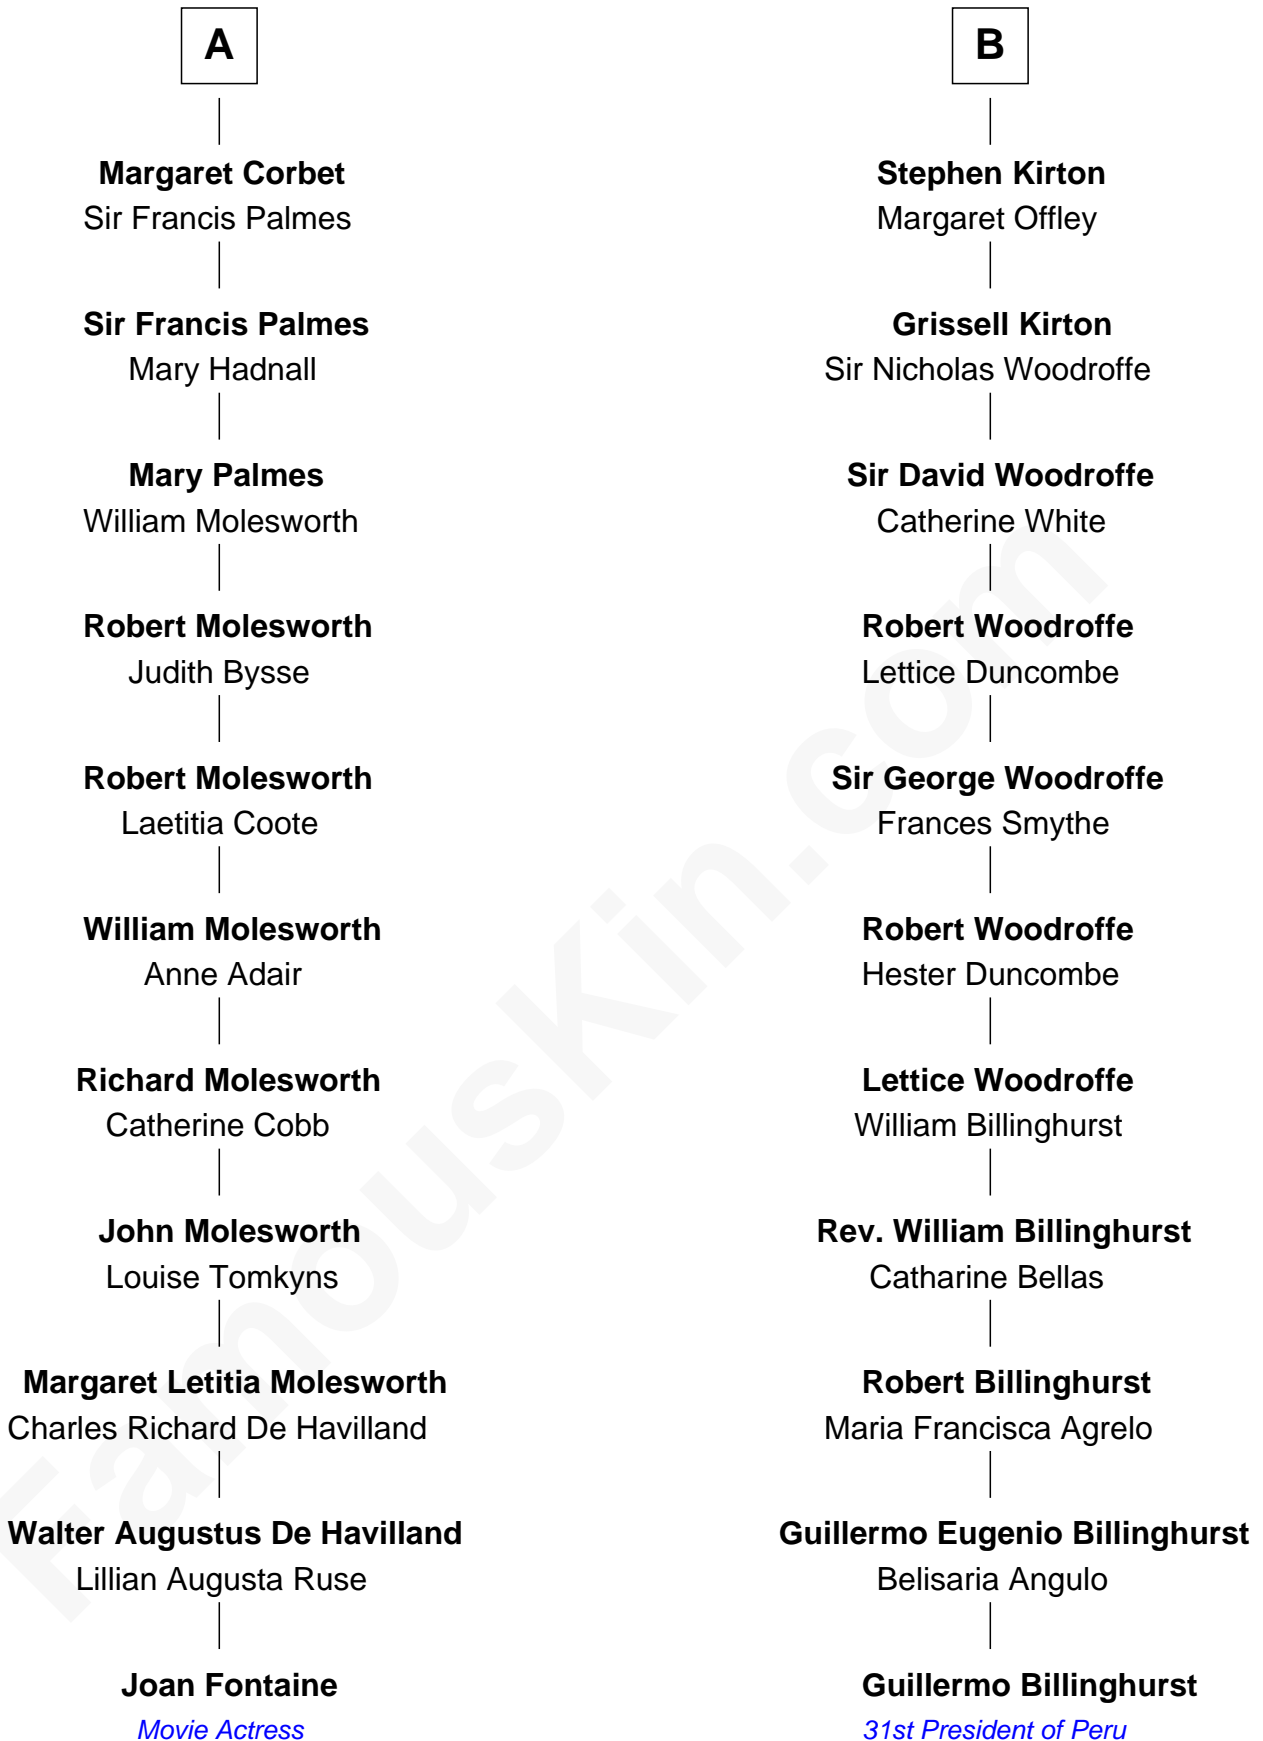 A
Margaret Corbet
Sir Francis Palmes
Sir Francis Palmes
Mary Hadnall
Mary Palmes
William Molesworth
Robert Molesworth
Judith Bysse
Robert Molesworth
Laetitia Coote
William Molesworth
Anne Adair
Richard Molesworth
Catherine Cobb
John Molesworth
Louise Tomkyns
Margaret Letitia Molesworth
Charles Richard De Havilland
Walter Augustus De Havilland
Lillian Augusta Ruse
Joan Fontaine
Movie Actress
B
Stephen Kirton
Margaret Offley
Grissell Kirton
Sir Nicholas Woodroffe
Sir David Woodroffe
Catherine White
Robert Woodroffe
Lettice Duncombe
Sir George Woodroffe
Frances Smythe
Robert Woodroffe
Hester Duncombe
Lettice Woodroffe
William Billinghurst
Rev. William Billinghurst
Catharine Bellas
Robert Billinghurst
Maria Francisca Agrelo
Guillermo Eugenio Billinghurst
Belisaria Angulo
Guillermo Billinghurst
31st President of Peru
FamousKin.com